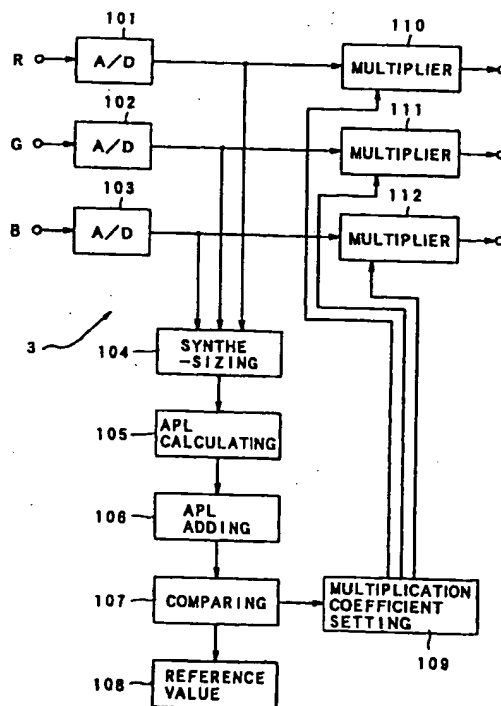 101
110
R
A/D
MULTIPLIER
102
111
G
A/D
MULTIPLIER
103
112
B
A/D
MULTIPLIER
3
104
SYNTHE
-SIZING
105
APL
CALCULATING
106
APL
ADDING
107
COMPARING
MULTIPLICATION
COEFFICIENT
SETTING
109
108
REFERENCE
VALUE